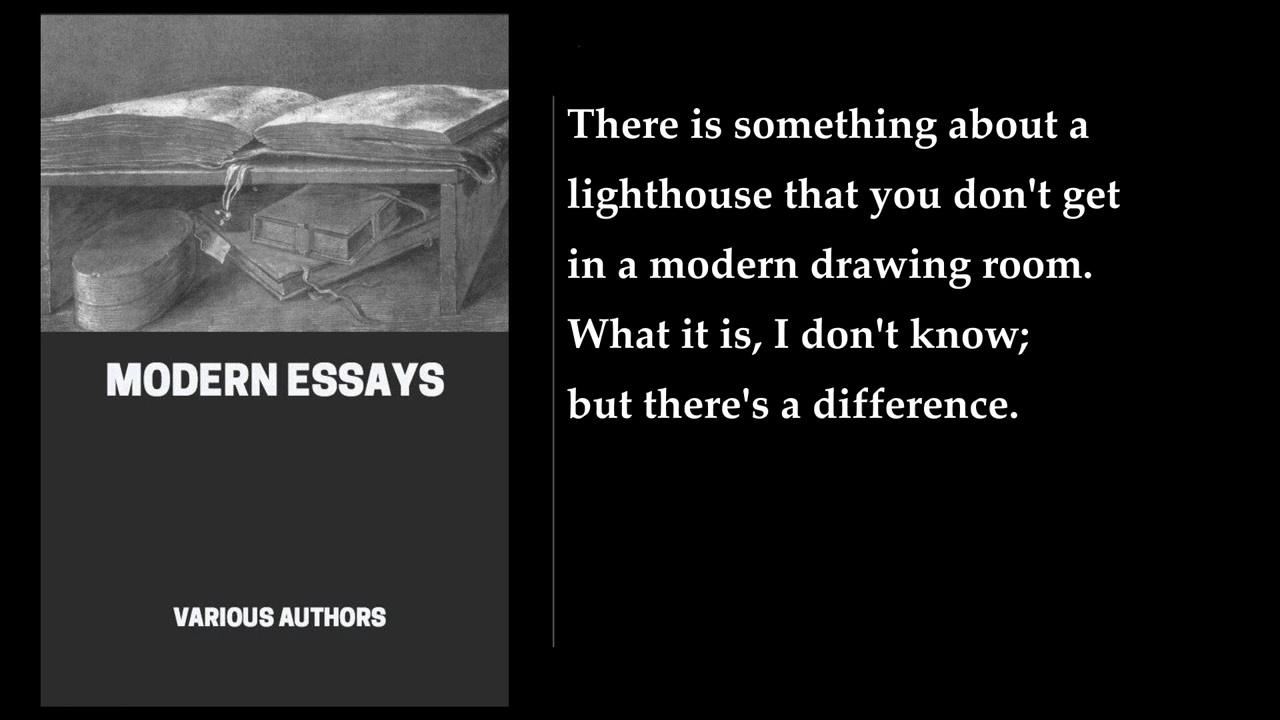 MODERN ESSAYS
VARIOUS AUTHORS
There is something about a
lighthouse that you don't get
in a modern drawing room.
What it is, I don't know;
but there's a difference.